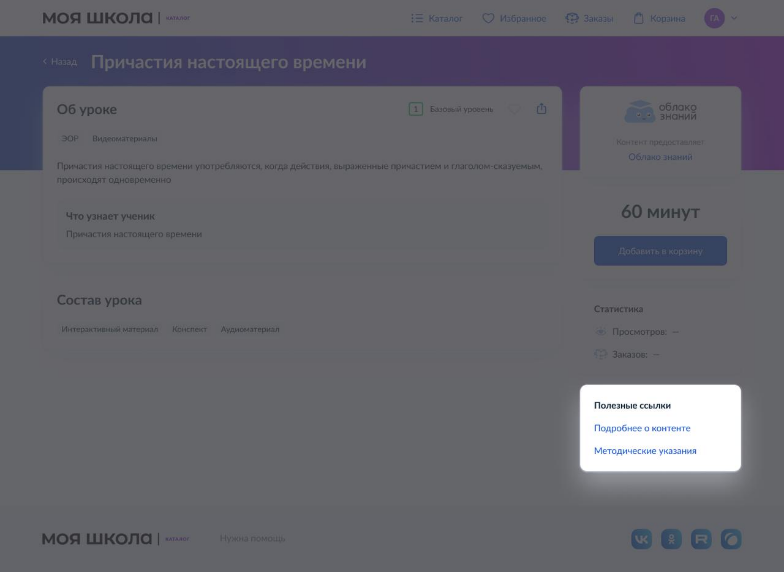 МОЯ ШКОЛА | КАТАЛОГ
Каталог
Избранное
Заказы
Корзина
ГА
Назад
Причастия настоящего времени
Об уроке
1
Базовый уровень
ЭОР
Видеоматериалы
Причастия настоящего времени употребляются, когда действия, выраженные причастием и глаголом-сказуемым,
происходят одновременно
Что узнает ученик
Причастия настоящего времени
Состав урока
Интерактивный материал
Конспект
Аудиоматериал
облако
знаний
Контент предоставляет
Облако знаний
60 минут
Добавить в корзину
Статистика
Просмотров: —
Заказов: —
Полезные ссылки
Подробнее о контенте
Методические указания
МОЯ ШКОЛА | КАТАЛОГ
Нужна помощь